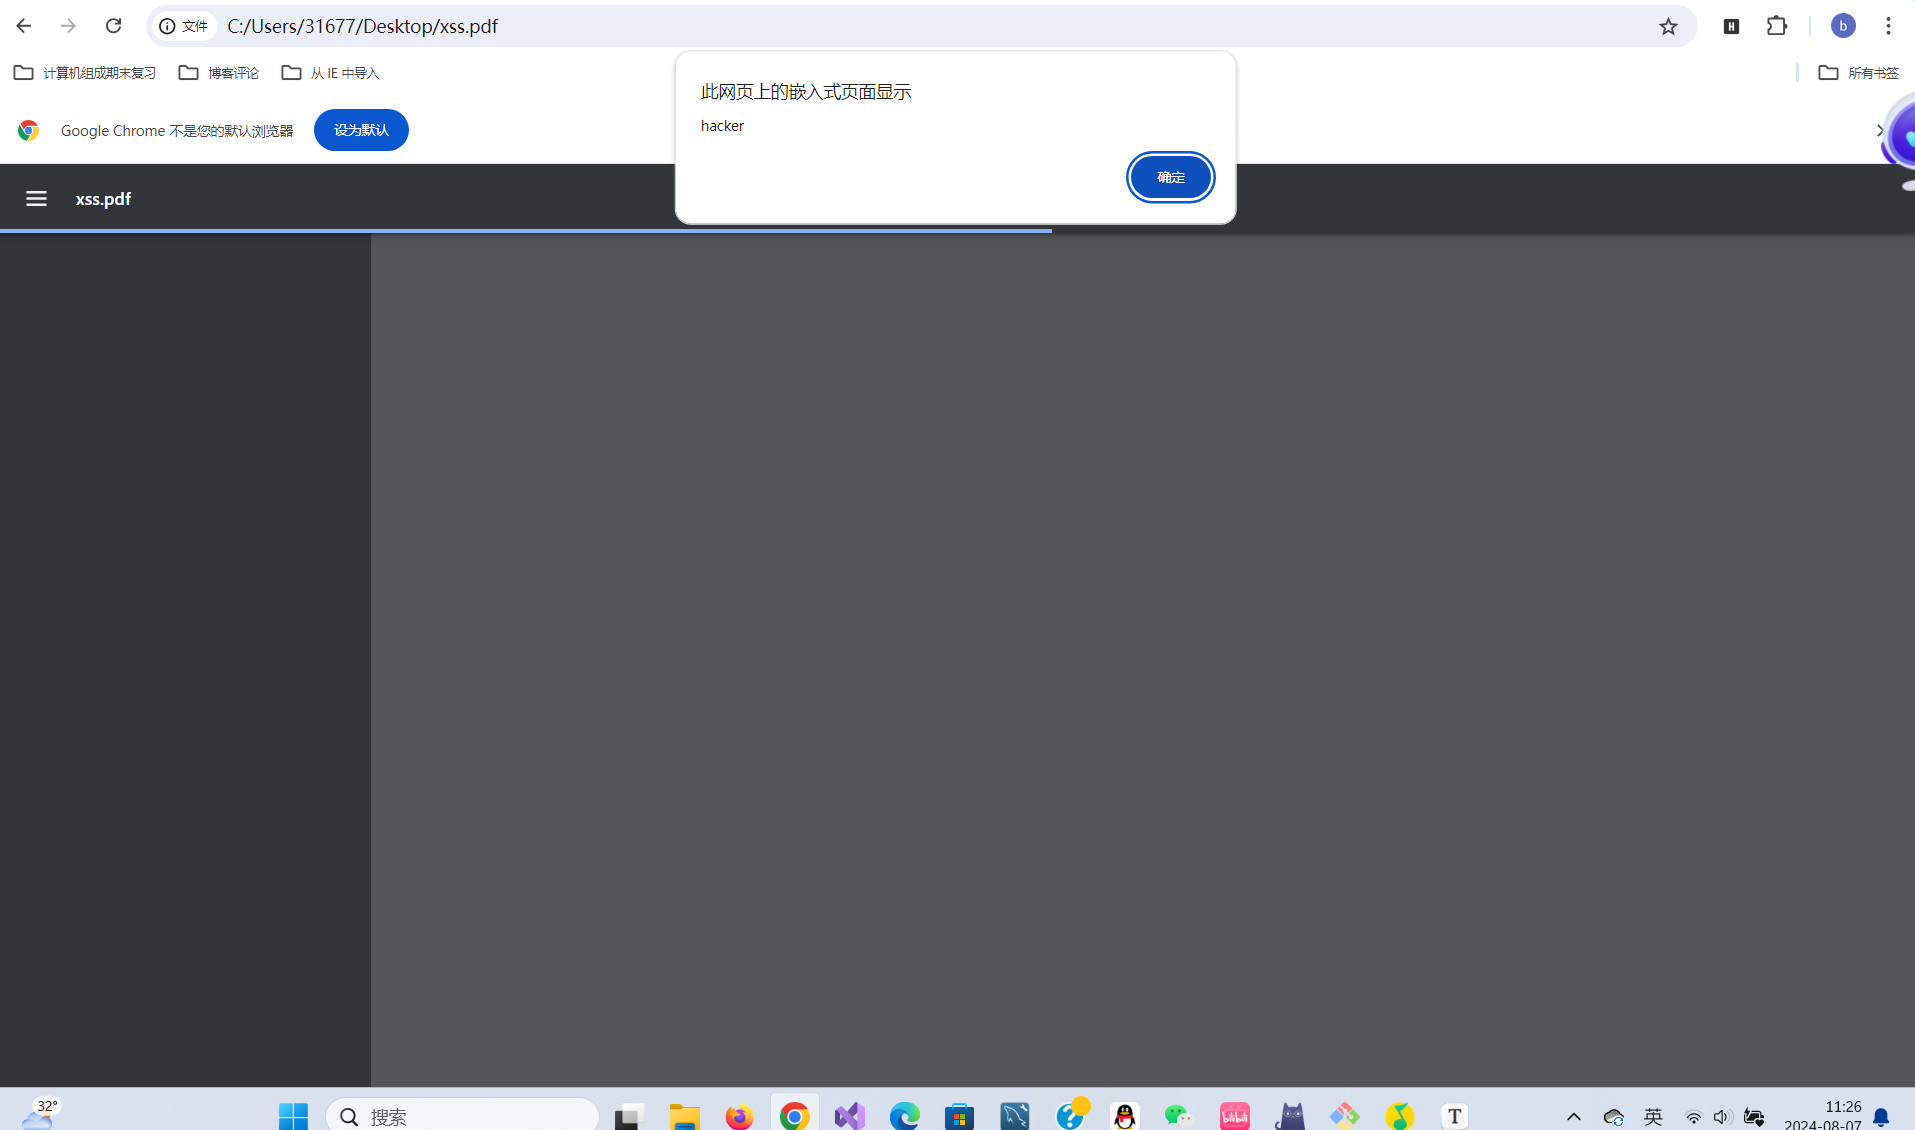 文件 C:/Users/31677/Desktop/xss.pdf
H
b
计算机组成期末复习 博客评论 从 IE 中导入 所有书签
此网页上的嵌入式页面显示
hacker
确定
Google Chrome 不是您的默认浏览器 设为默认
xss.pdf
32°
搜索
bilibili
T
英
11:26
2024-08-07